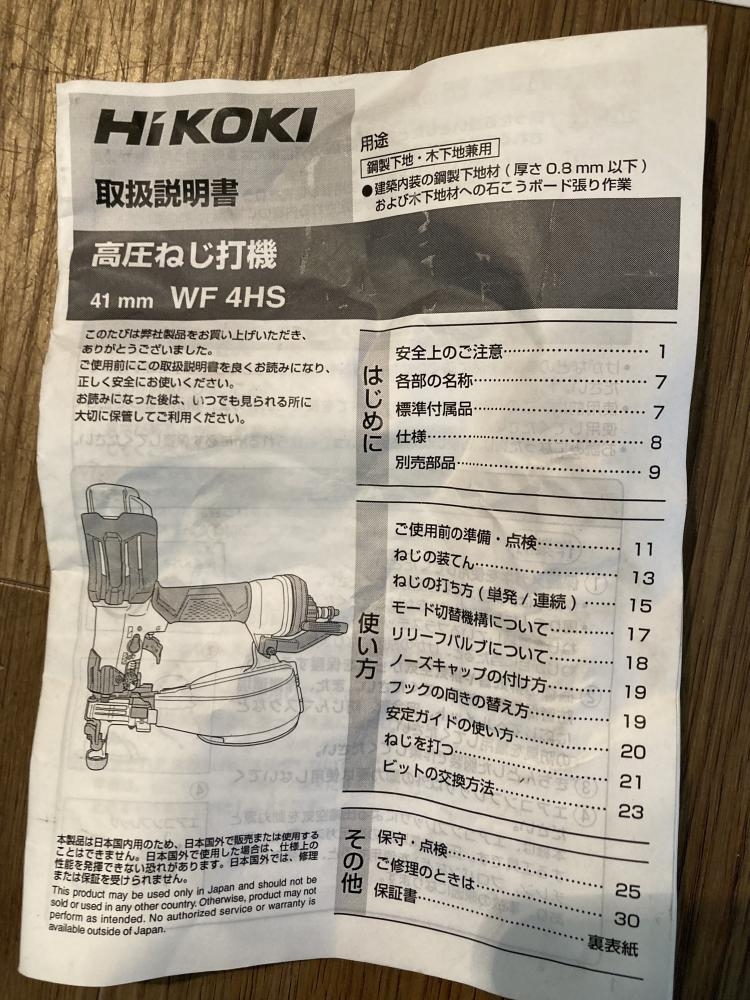 HiKOKI
取扱説明書
用途
鋼製下地・木下地兼用
●建築内装の鋼製下地材（厚さ0.8mm以下）
および木下地材への石こうボード張り作業
高圧ねじ打機
41 mm WF 4HS
このたびは弊社製品をお買い上げいただき、
ありがとうございました。
ご使用前にこの取扱説明書を良くお読みになり、
正しく安全にお使いください。
お読みになった後は、いつでも見られる所に
大切に保管してご利用ください。
はじめに
安全上のご注意 1
各部の名称 7
標準付属品 7
仕様 8
別売部品 9
使い方
ご使用前の準備・点検 11
ねじの装てん 13
ねじの打ち方（単発/連続） 15
モード切替機構について 17
リリーフバルブについて 18
ノーズキャップの付け方 19
フックの向きの替え方 19
安定ガイドの使い方 20
ねじを打つ 21
ビットの交換方法 23
その他
保守・点検 25
ご修理のときは 30
保証書 裏表紙
本製品は日本国内用のため、日本国外で販売または使用する
ことはできません。日本国外で使用した場合は、仕様上の
性能を発揮できない恐れがあります。日本国外では、修理
または保証を受けられません。
This product may be used only in Japan and should not be
sold or used in any other country. Otherwise, product may not
perform as intended. No authorized service or warranty is
available outside of Japan.